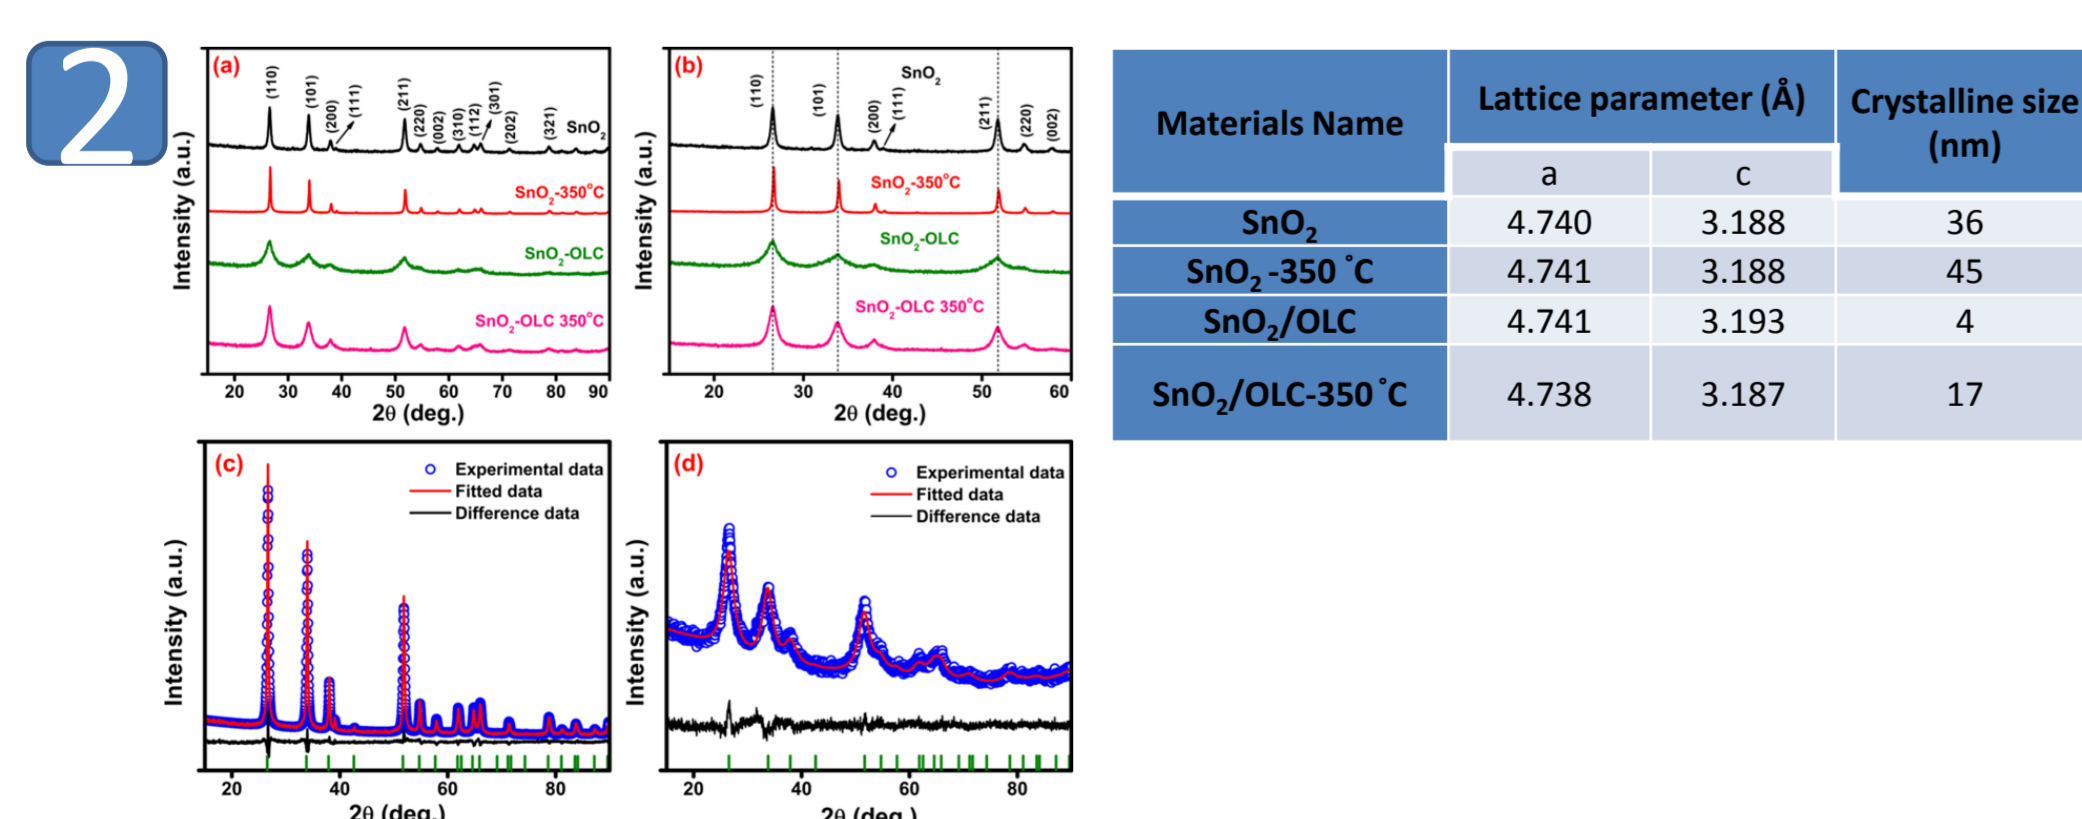 2
(a)
(110)
(101)
(200)
(111)
(211)
(220)
(002)
(310)
(112)
(301)
(202)
(321)
SnO₂
SnO₂-350°C
SnO₂-OLC
SnO₂-OLC 350°C
Intensity (a.u.)
20 30 40 50 60 70 80 90
2θ (deg.)
(b)
(110)
(101)
(200)
(111)
(211)
(220)
(002)
SnO₂
SnO₂-350°C
SnO₂-OLC
SnO₂-OLC 350°C
Intensity (a.u.)
20 30 40 50 60
2θ (deg.)
Materials Name Lattice parameter (Å) Crystalline size
(nm)
a c
SnO₂ 4.740 3.188 36
SnO₂ -350 °C 4.741 3.188 45
SnO₂/OLC 4.741 3.193 4
SnO₂/OLC-350 °C 4.738 3.187 17
(c)
Experimental data
Fitted data
Difference data
Intensity (a.u.)
20 40 60 80
2θ (deg.)
(d)
Experimental data
Fitted data
Difference data
Intensity (a.u.)
20 40 60 80
2θ (deg.)